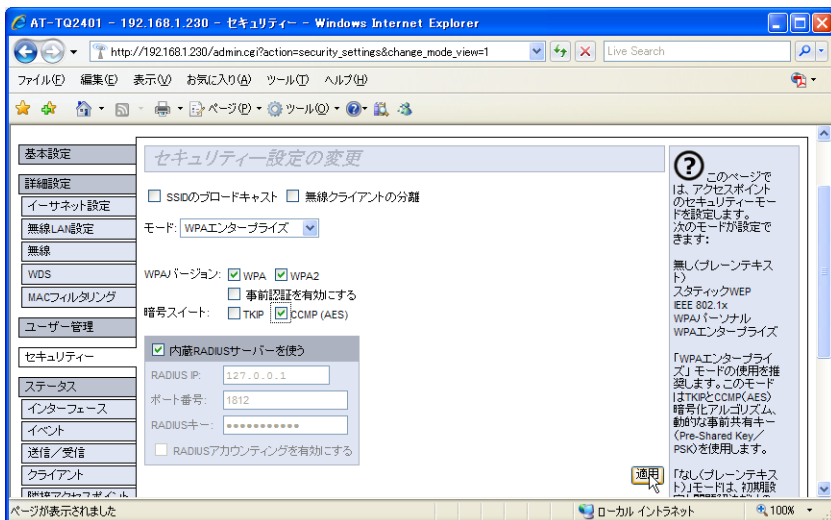 AT-TQ2401 - 192.168.1.230 - セキュリティー - Windows Internet Explorer
http://192.168.1.230/admin.cgi?action=security_settings&change_mode_view=1
Live Search
ファイル(F) 編集(E) 表示(V) お気に入り(A) ツール(T) ヘルプ(H)
ページ(P) ツール(O)
基本設定
詳細設定
イーサネット設定
無線LAN設定
無線
WDS
MACフィルタリング
ユーザー管理
セキュリティー
ステータス
インターフェース
イベント
送信／受信
クライアント
隣接アクセスポイント
セキュリティー設定の変更
SSIDのブロードキャスト 無線クライアントの分離
モード: WPAエンタープライズ
WPAバージョン: WPA WPA2
事前認証を有効にする
暗号スイート: TKIP CCMP (AES)
内蔵RADIUSサーバーを使う
RADIUS IP: 127.0.0.1
ポート番号: 1812
RADIUSキー: ●●●●●●●●●●●
RADIUSアカウンティングを有効にする
適用
このページで
は、アクセスポイント
のセキュリティーモー
ドを設定します。
次のモードが設定で
きます:
無し(プレーンテキス
ト)
スタティックWEP
IEEE 802.1x
WPAパーソナル
WPAエンタープライズ
「WPAエンタープライ
ズ」モードの使用を推
奨します。このモード
はTKIPとCCMP(AES)
暗号化アルゴリズム、
動的な事前共有キー
(Pre-Shared Key／
PSK)を使用します。
「なし(プレーンテキス
ト)」モードは、初期設
ページが表示されました
ローカル イントラネット
100%